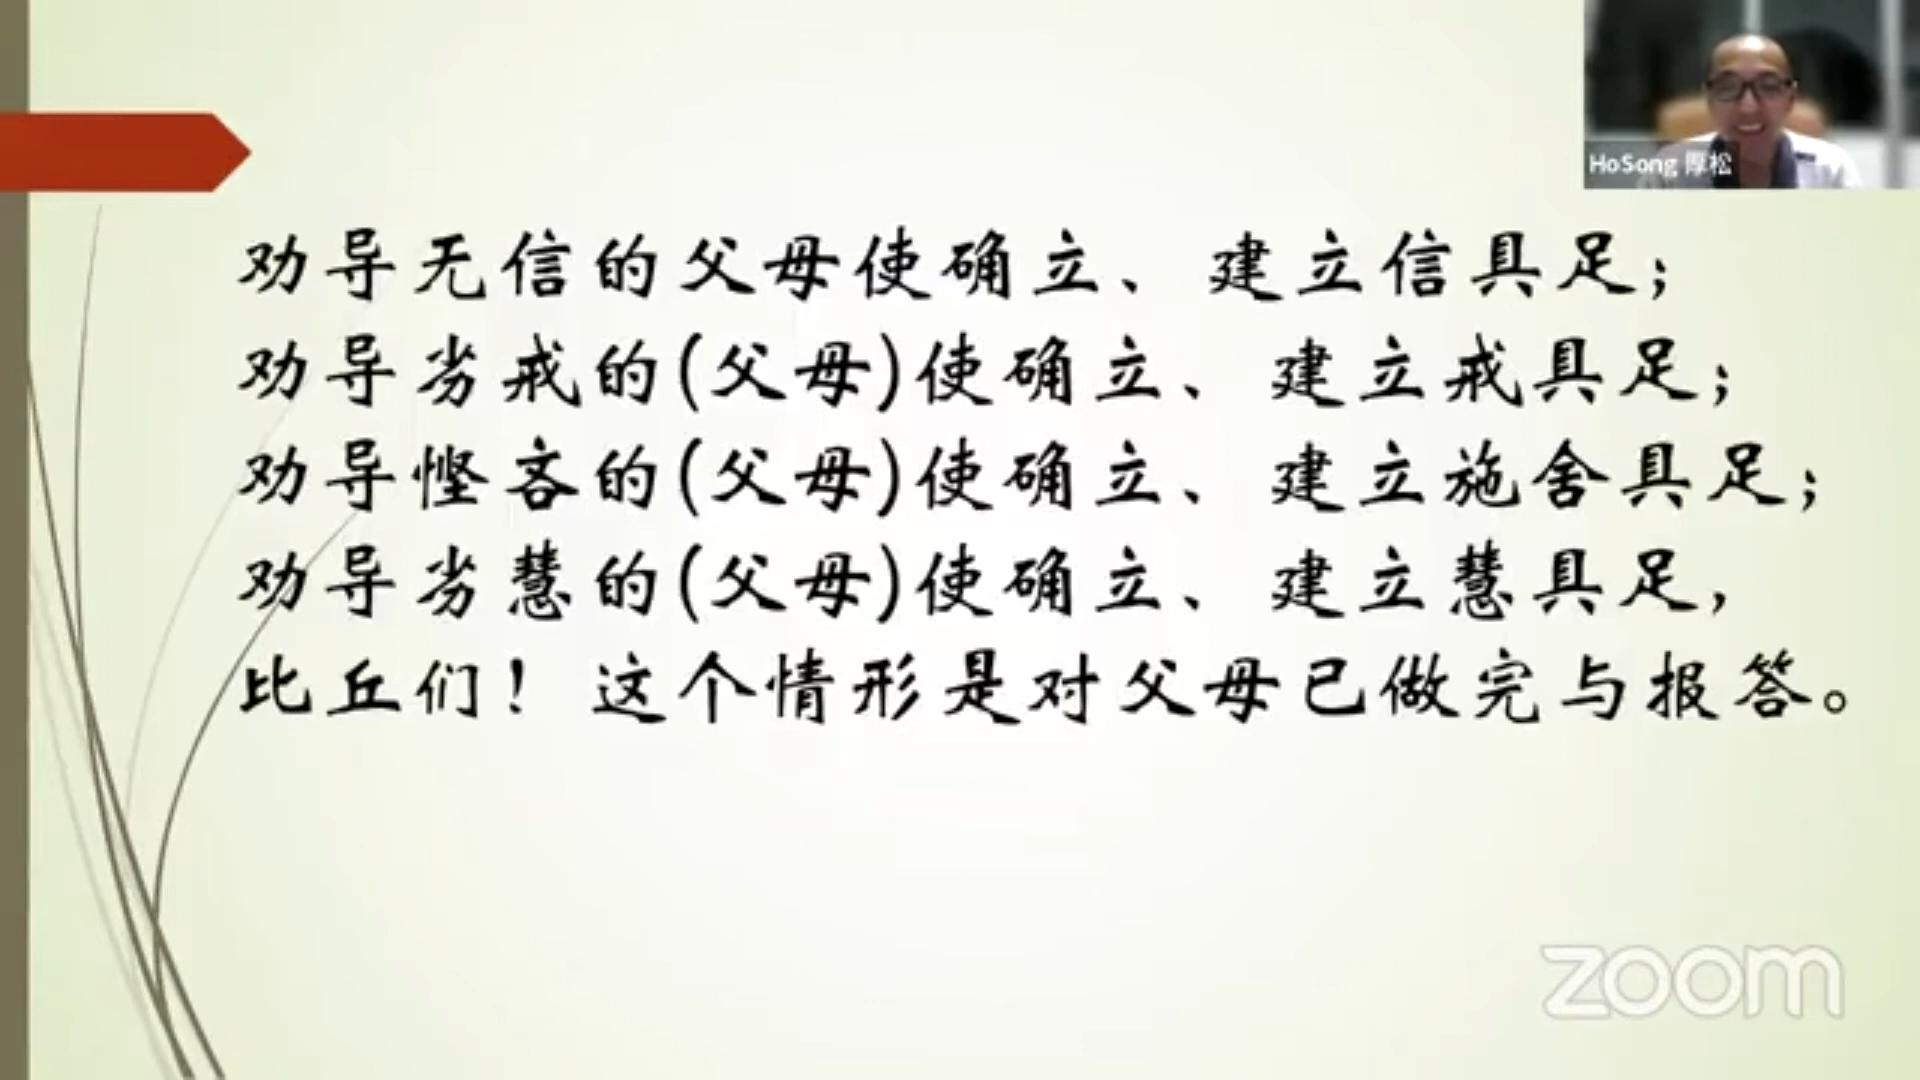 HoSong 厚松
劝导无信的父母使确立、建立信具足；
劝导劣戒的(父母)使确立、建立戒具足；
劝导悭吝的(父母)使确立、建立施舍具足；
劝导劣慧的(父母)使确立、建立慧具足，
比丘们！这个情形是对父母已做完与报答。
zoom